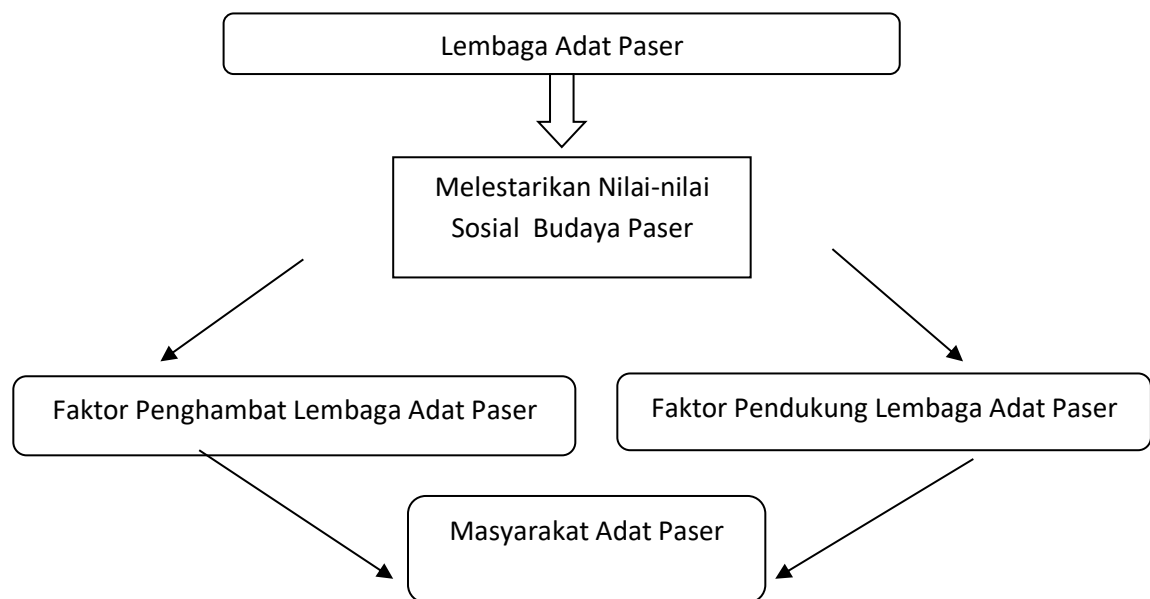 Lembaga Adat Paser
Melestarikan Nilai-nilai
Sosial Budaya Paser
Faktor Penghambat Lembaga Adat Paser
Faktor Pendukung Lembaga Adat Paser
Masyarakat Adat Paser